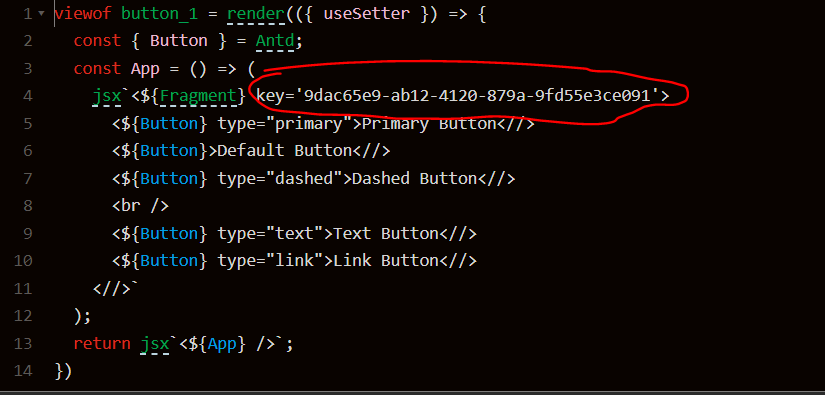 1 viewof button_1 = render(({ useSetter }) => {
2 const { Button } = Antd;
3 const App = () => (
4 jsx`<${Fragment} key='9dac65e9-ab12-4120-879a-9fd55e3ce091'>
5 <${Button} type="primary">Primary Button<//>
6 <${Button}>Default Button<//>
7 <${Button} type="dashed">Dashed Button<//>
8 <br />
9 <${Button} type="text">Text Button<//>
10 <${Button} type="link">Link Button<//>
11 <//>`
12 );
13 return jsx`<${App} />`;
14 })